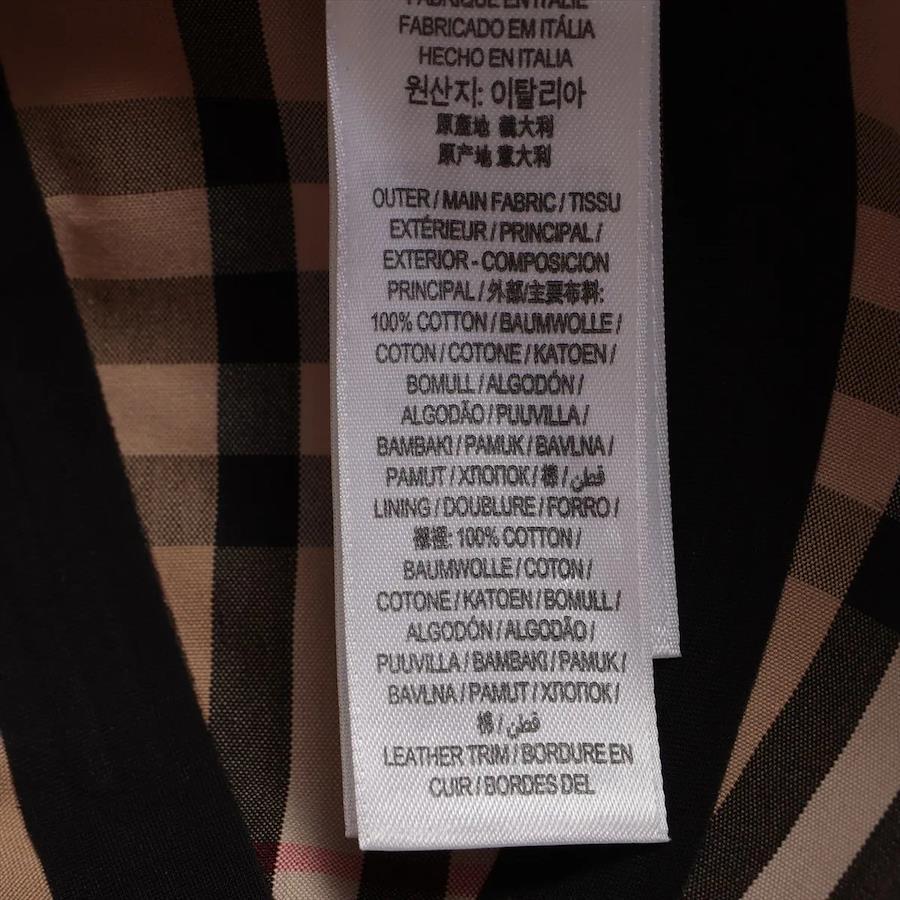 FABRIQUÉ EN ITALIE
FABRICADO EM ITÁLIA
HECHO EN ITALIA
원산지: 이탈리아
原產地 義大利
原产地 意大利
OUTER / MAIN FABRIC / TISSU
EXTÉRIEUR / PRINCIPAL /
EXTERIOR - COMPOSICION
PRINCIPAL / 外部/主要布料:
100% COTTON / BAUMWOLLE /
COTON / COTONE / KATOEN /
BOMULL / ALGODÓN /
ALGODÃO / PUUVILLA /
BAMBAKI / PAMUK / BAVLNA /
PAMUT / ХЛОПОК / 棉 / قطن
LINING / DOUBLURE / FORRO /
襯裡: 100% COTTON /
BAUMWOLLE / COTON /
COTONE / KATOEN / BOMULL /
ALGODÓN / ALGODÃO /
PUUVILLA / BAMBAKI / PAMUK /
BAVLNA / PAMUT / ХЛОПОК /
棉 / قطن
LEATHER TRIM / BORDURE EN
CUIR / BORDES DEL